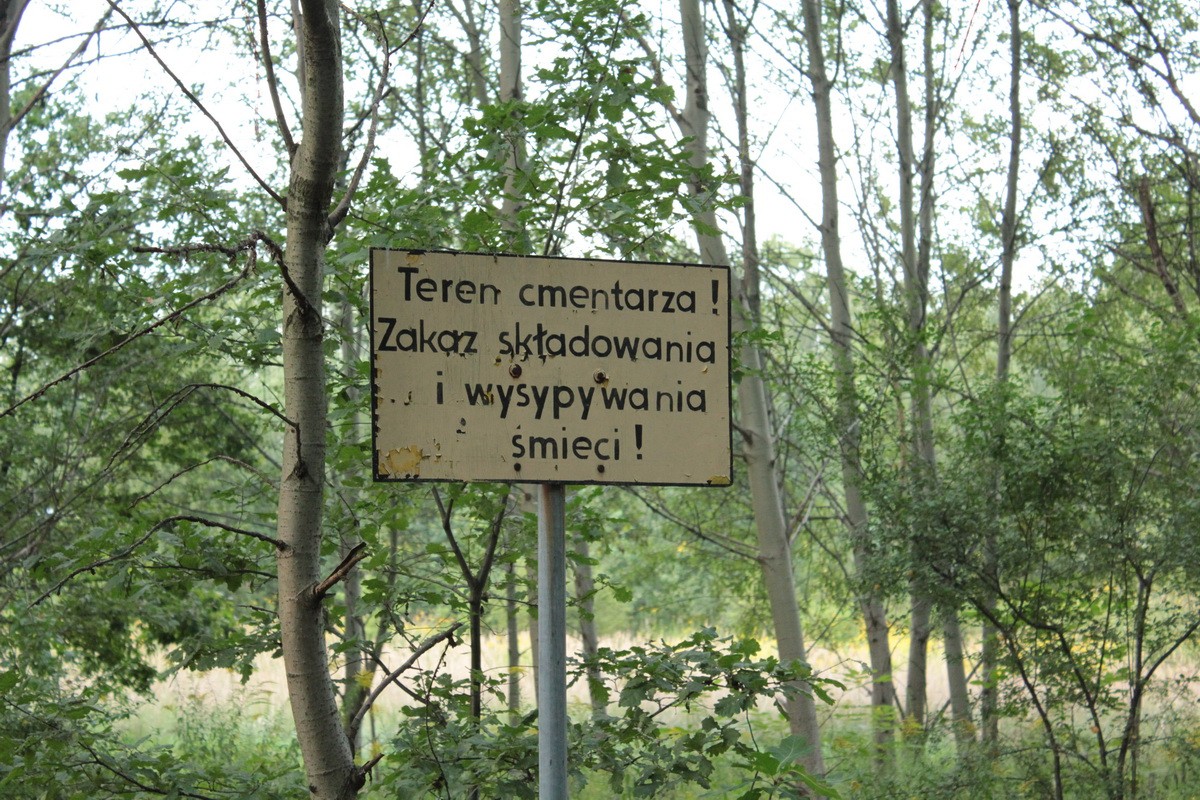 Teren cmentarza !
Zakaz składowania
i wysypywania
śmieci !